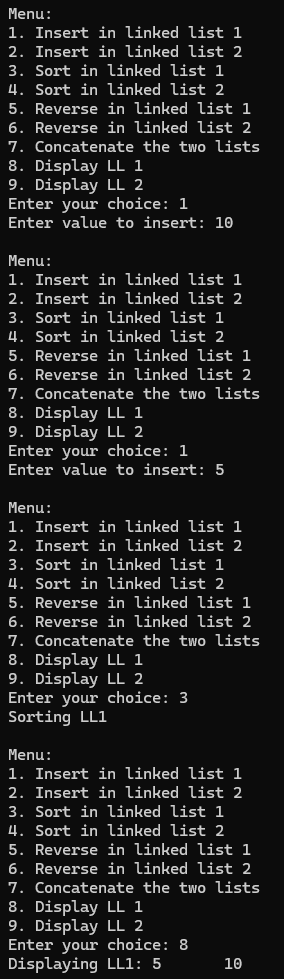 Menu:
1. Insert in linked list 1
2. Insert in linked list 2
3. Sort in linked list 1
4. Sort in linked list 2
5. Reverse in linked list 1
6. Reverse in linked list 2
7. Concatenate the two lists
8. Display LL 1
9. Display LL 2
Enter your choice: 1
Enter value to insert: 10

Menu:
1. Insert in linked list 1
2. Insert in linked list 2
3. Sort in linked list 1
4. Sort in linked list 2
5. Reverse in linked list 1
6. Reverse in linked list 2
7. Concatenate the two lists
8. Display LL 1
9. Display LL 2
Enter your choice: 1
Enter value to insert: 5

Menu:
1. Insert in linked list 1
2. Insert in linked list 2
3. Sort in linked list 1
4. Sort in linked list 2
5. Reverse in linked list 1
6. Reverse in linked list 2
7. Concatenate the two lists
8. Display LL 1
9. Display LL 2
Enter your choice: 3
Sorting LL1

Menu:
1. Insert in linked list 1
2. Insert in linked list 2
3. Sort in linked list 1
4. Sort in linked list 2
5. Reverse in linked list 1
6. Reverse in linked list 2
7. Concatenate the two lists
8. Display LL 1
9. Display LL 2
Enter your choice: 8
Displaying LL1: 5       10